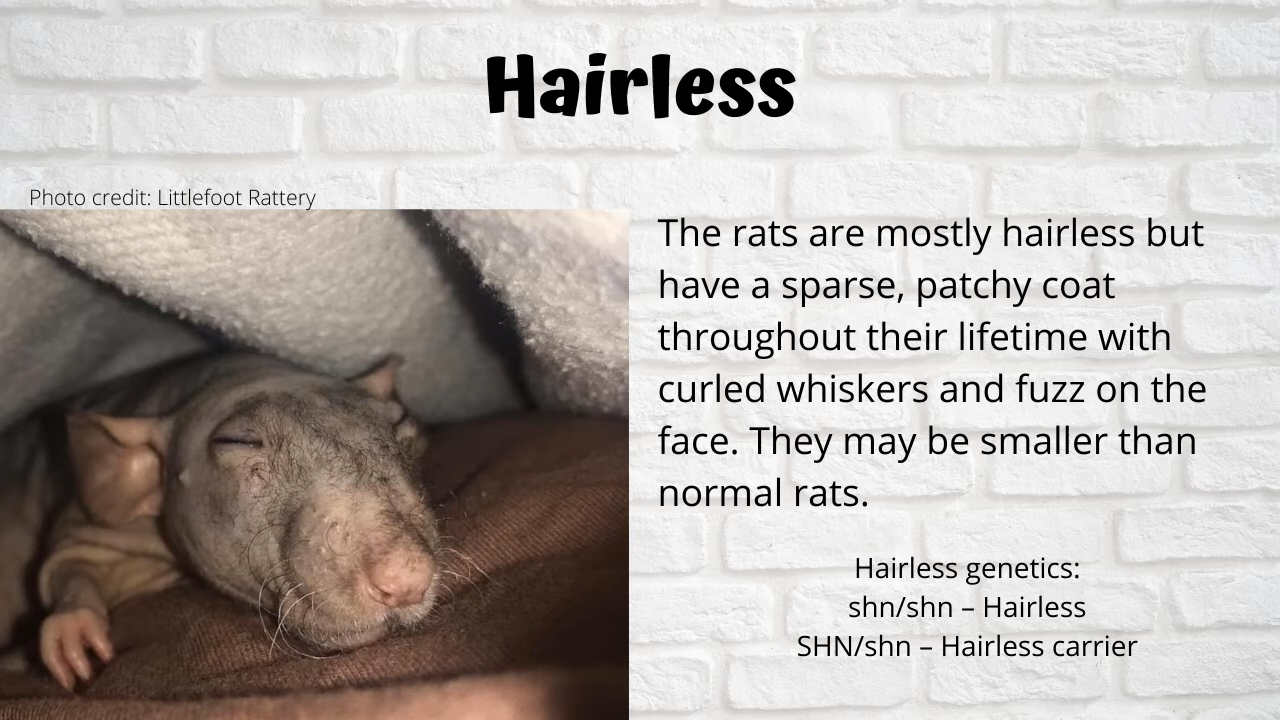 Hairless
Photo credit: Littlefoot Rattery
The rats are mostly hairless but
have a sparse, patchy coat
throughout their lifetime with
curled whiskers and fuzz on the
face. They may be smaller than
normal rats.
Hairless genetics:
shn/shn – Hairless
SHN/shn – Hairless carrier